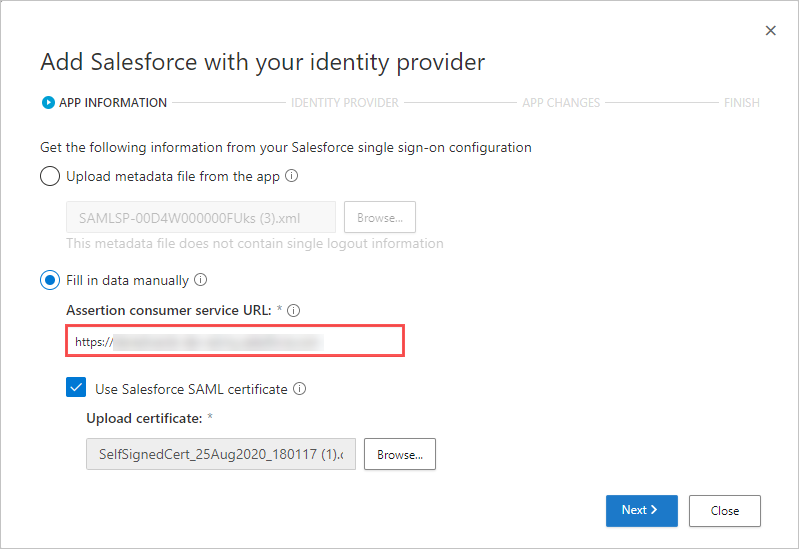 Add Salesforce with your identity provider
APP INFORMATION IDENTITY PROVIDER APP CHANGES FINISH
Get the following information from your Salesforce single sign-on configuration
Upload metadata file from the app
SAMLSP-00D4W000000FUks (3).xml Browse...
This metadata file does not contain single logout information
Fill in data manually
Assertion consumer service URL: *
https://
Use Salesforce SAML certificate
Upload certificate: *
SelfSignedCert_25Aug2020_180117 (1).c Browse...
Next Close